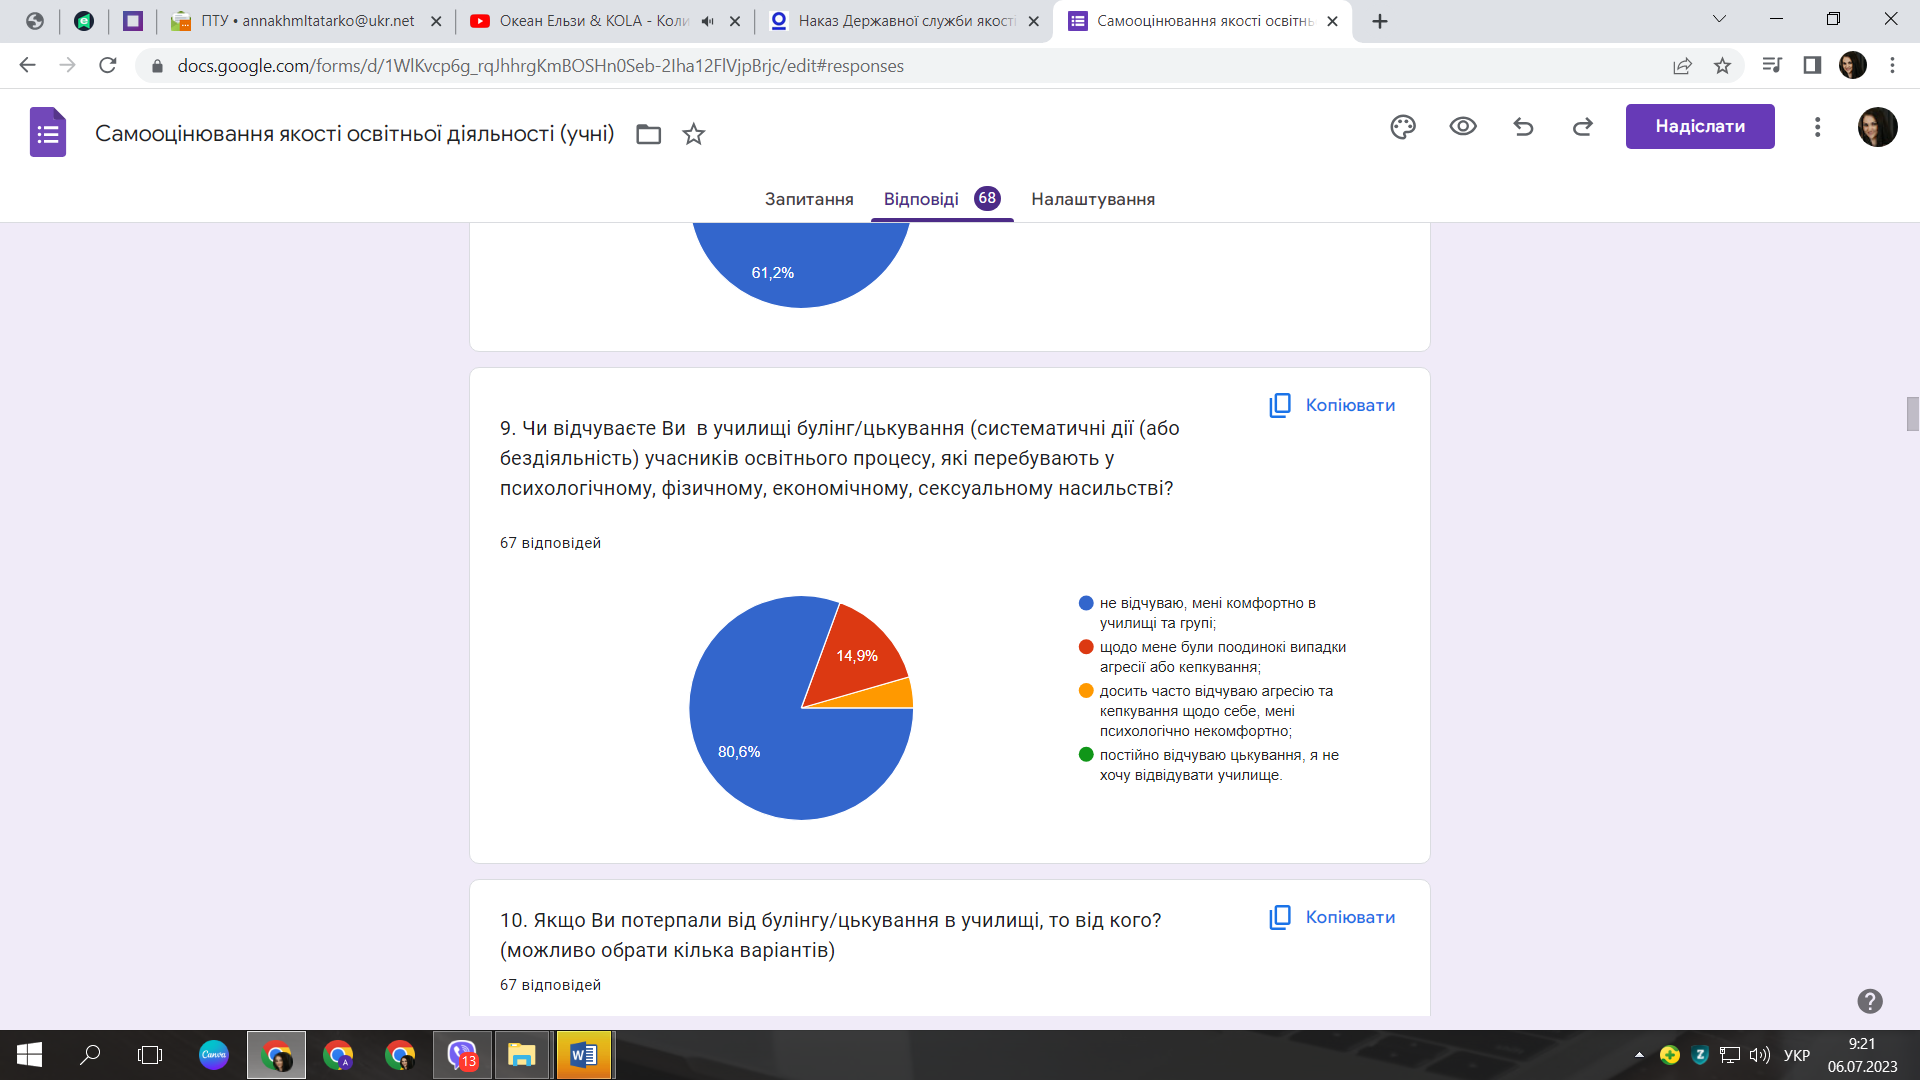 ПТУ • annakhmltatarko@ukr.net
Океан Ельзи & KOLA - Коли
Наказ Державної служби якості
Самооцінювання якості освітнь
docs.google.com/forms/d/1WlKvcp6g_rqJhhrgKmBOSHn0Seb-2Iha12FlVjpBrjc/edit#responses
Самооцінювання якості освітньої діяльності (учні)
Надіслати
Запитання Відповіді 68 Налаштування
61,2%
Копіювати
9. Чи відчуваєте Ви в училищі булінг/цькування (систематичні дії (або
бездіяльність) учасників освітнього процесу, які перебувають у
психологічному, фізичному, економічному, сексуальному насильстві?
67 відповідей
14,9%
80,6%
не відчуваю, мені комфортно в
училищі та групі;
щодо мене були поодинокі випадки
агресії або кепкування;
досить часто відчуваю агресію та
кепкування щодо себе, мені
психологічно некомфортно;
постійно відчуваю цькування, я не
хочу відвідувати училище.
Копіювати
10. Якщо Ви потерпали від булінгу/цькування в училищі, то від кого?
(можливо обрати кілька варіантів)
67 відповідей
Canva
A
13
W
Z
УКР
9:21
06.07.2023